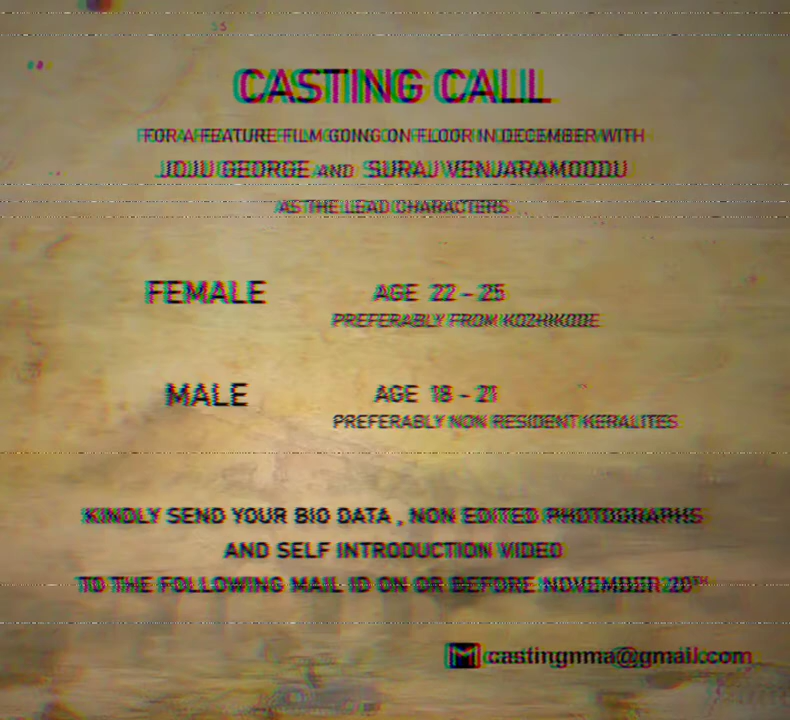 CASTING CALL
FOR A FEATURE FILM GOING ON FLOOR IN DECEMBER WITH
JOJU GEORGE AND SURAJ VENJARAMOODU
AS THE LEAD CHARACTERS
FEMALE AGE 22 - 25
PREFERABLY FROM KOZHIKODE
MALE AGE 18 - 21
PREFERABLY NON RESIDENT KERALITES
KINDLY SEND YOUR BIO DATA , NON EDITED PHOTOGRAPHS
AND SELF INTRODUCTION VIDEO
TO THE FOLLOWING MAIL ID ON OR BEFORE NOVEMBER 20TH
castingnma@gmail.com